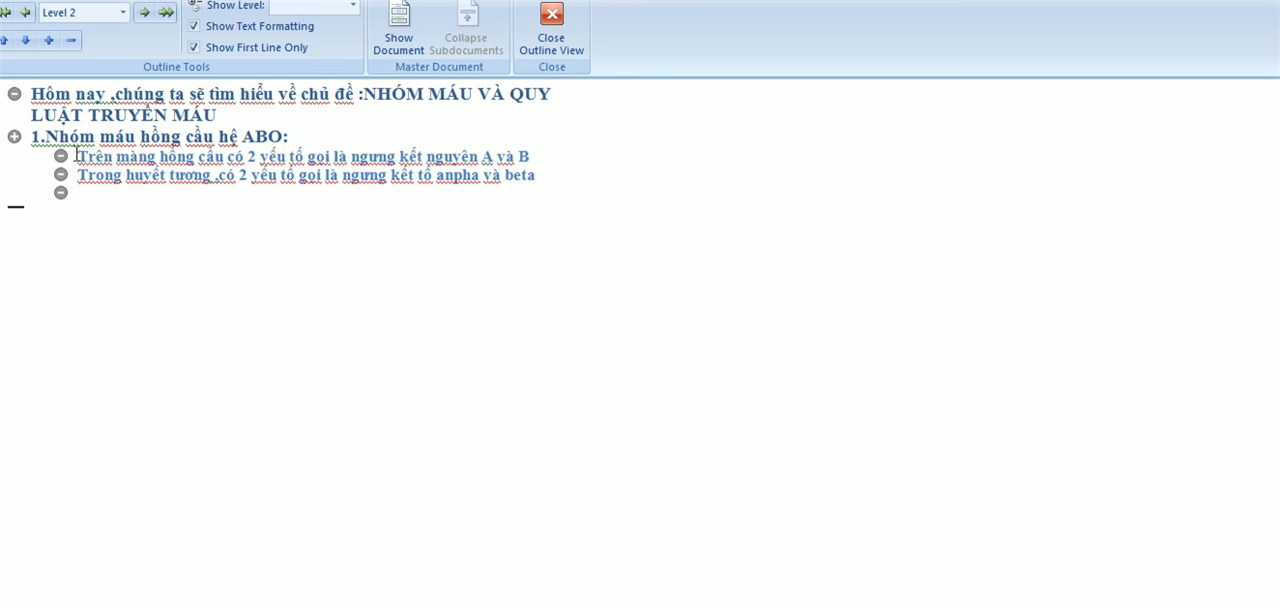 Level 2
Show Level:
Show Text Formatting
Show First Line Only
Outline Tools
Show Document
Collapse Subdocuments
Master Document
Close Outline View
Close
Hôm nay ,chúng ta sẽ tìm hiểu về chủ đề :NHÓM MÁU VÀ QUY
LUẬT TRUYỀN MÁU
1.Nhóm máu hồng cầu hệ ABO:
Trên màng hồng cầu có 2 yếu tố gọi là ngưng kết nguyên A và B
Trong huyết tương ,có 2 yếu tố gọi là ngưng kết tố anpha và beta